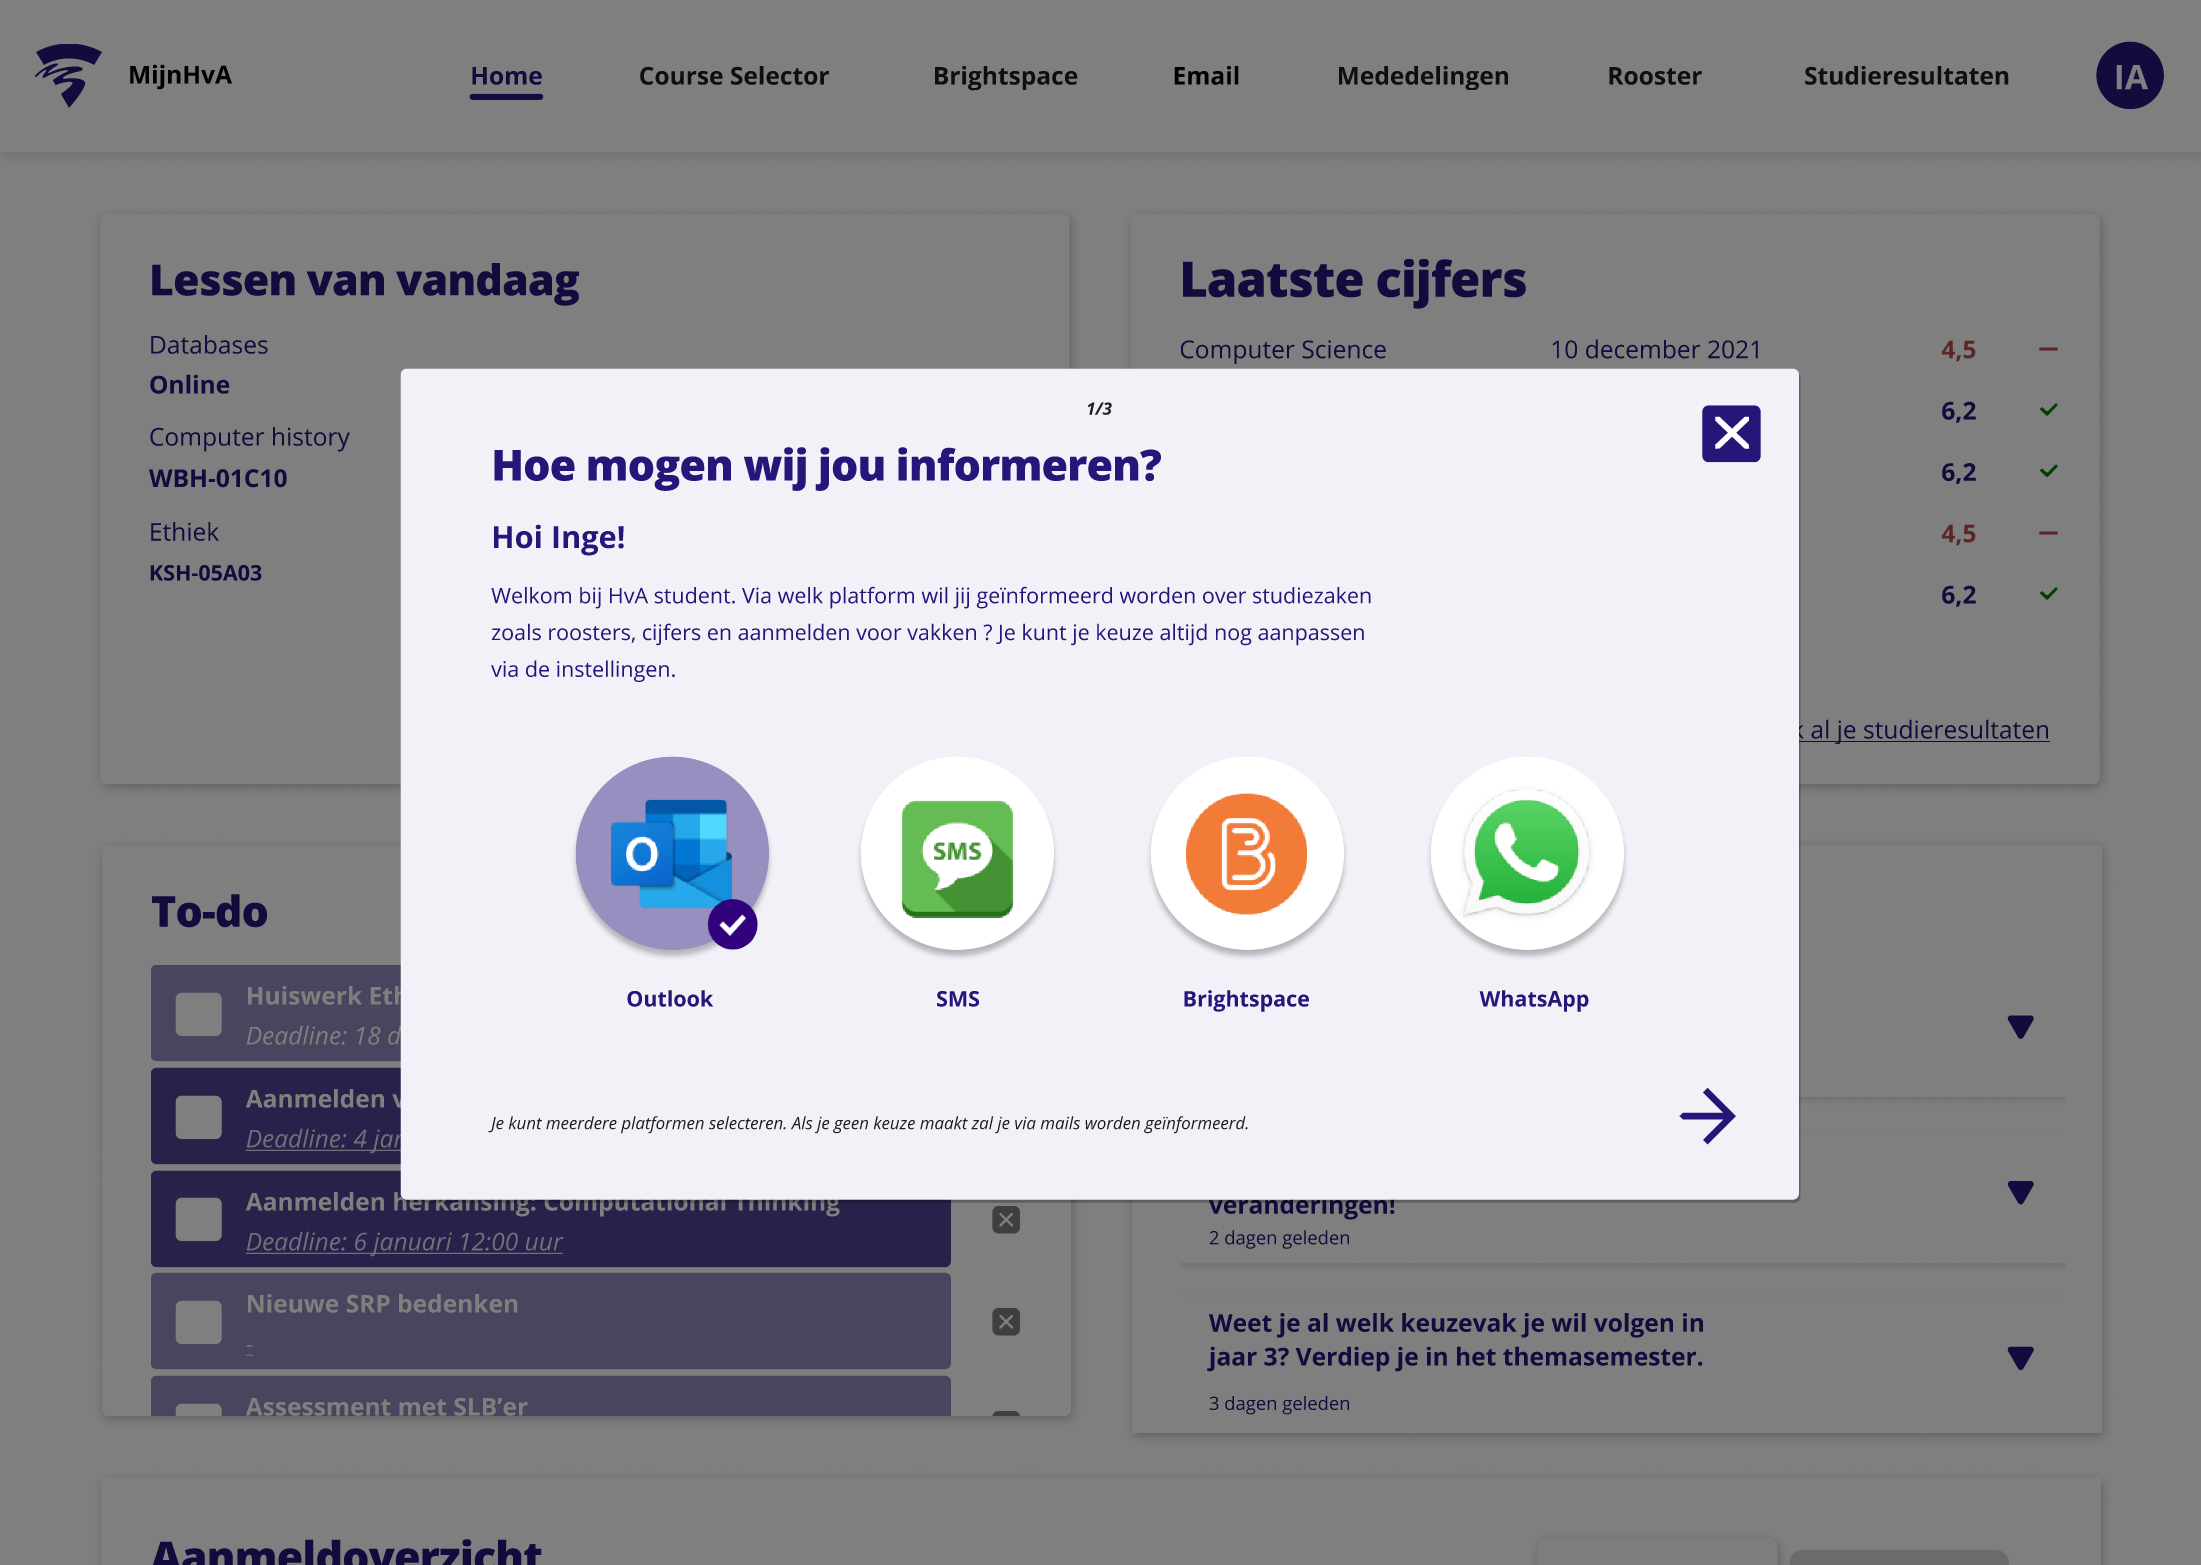 MijnHvA
Home
Course Selector
Brightspace
Email
Mededelingen
Rooster
Studieresultaten
IA
Lessen van vandaag
Databases
Online
Computer history
WBH-01C10
Ethiek
KSH-05A03
Laatste cijfers
Computer Science 10 december 2021 4,5
6,2
6,2
4,5
6,2
al je studieresultaten
1/3
Hoe mogen wij jou informeren?
Hoi Inge!
Welkom bij HvA student. Via welk platform wil jij geïnformeerd worden over studiezaken
zoals roosters, cijfers en aanmelden voor vakken ? Je kunt je keuze altijd nog aanpassen
via de instellingen.
O
SMS
B
Outlook
SMS
Brightspace
WhatsApp
Je kunt meerdere platformen selecteren. Als je geen keuze maakt zal je via mails worden geïnformeerd.
To-do
Huiswerk
Deadline: 18
Aanmelden
Deadline: 4
Aanmelden herkansing: Computational Thinking
Deadline: 6 januari 12:00 uur
Nieuwe SRP bedenken
-
Assessment met SLB’er
veranderingen!
2 dagen geleden
Weet je al welk keuzevak je wil volgen in
jaar 3? Verdiep je in het themasemester.
3 dagen geleden
Aanmeldoverzicht